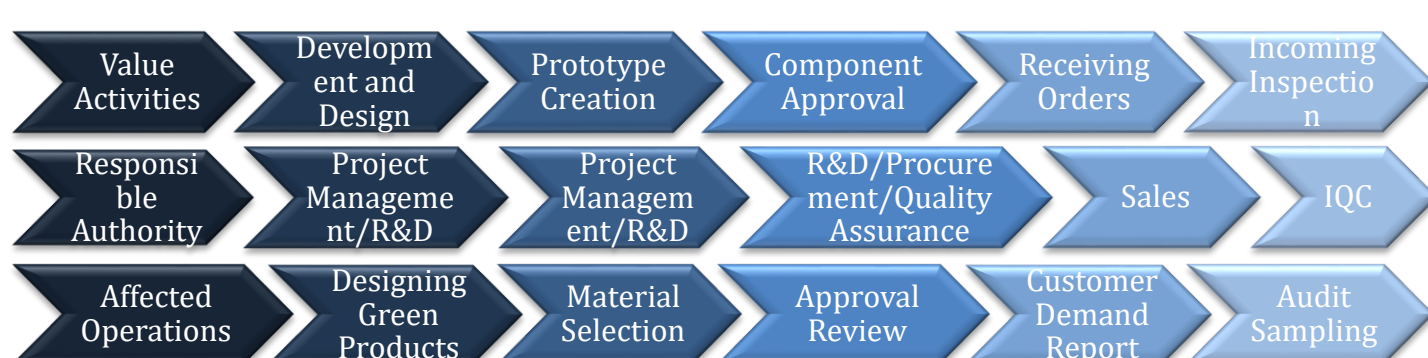 Value
Activities
Developm
ent and
Design
Prototype
Creation
Component
Approval
Receiving
Orders
Incoming
Inspectio
n
Responsi
ble
Authority
Project
Manageme
nt/R&D
Project
Managem
ent/R&D
R&D/Procure
ment/Quality
Assurance
Sales
IQC
Affected
Operations
Designing
Green
Products
Material
Selection
Approval
Review
Customer
Demand
Report
Audit
Sampling